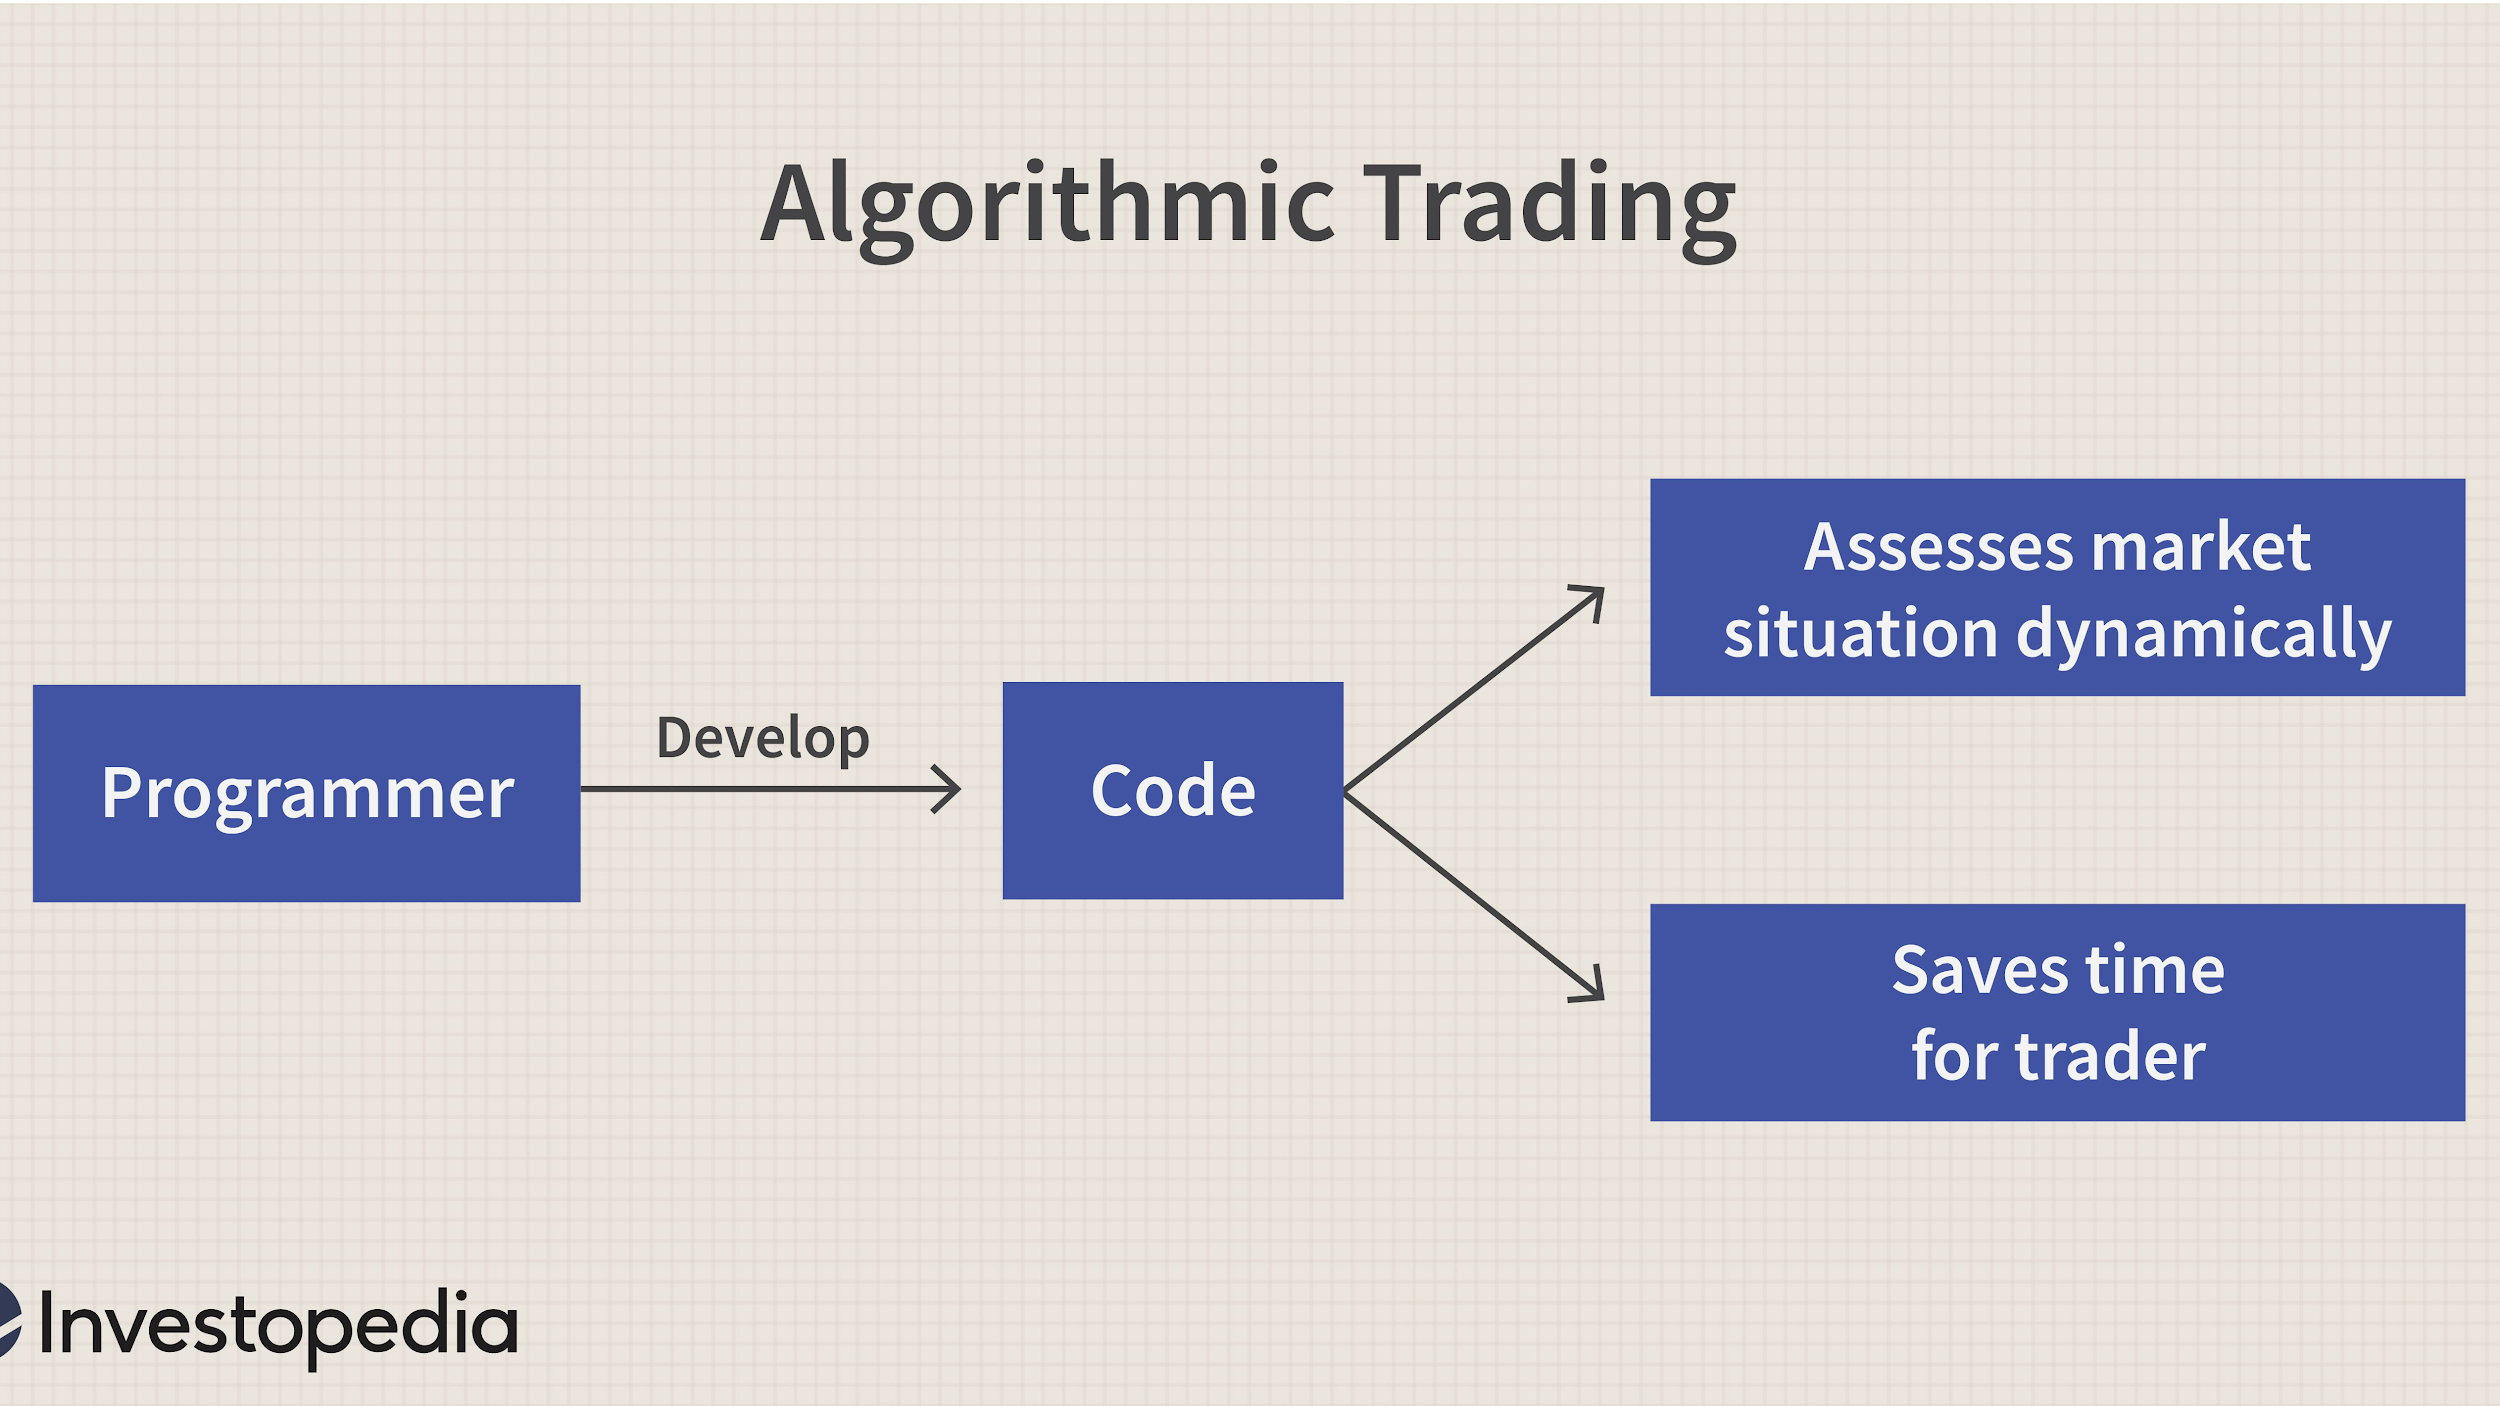 Algorithmic Trading
Programmer
Develop
Code
Assesses market
situation dynamically
Saves time
for trader
Investopedia